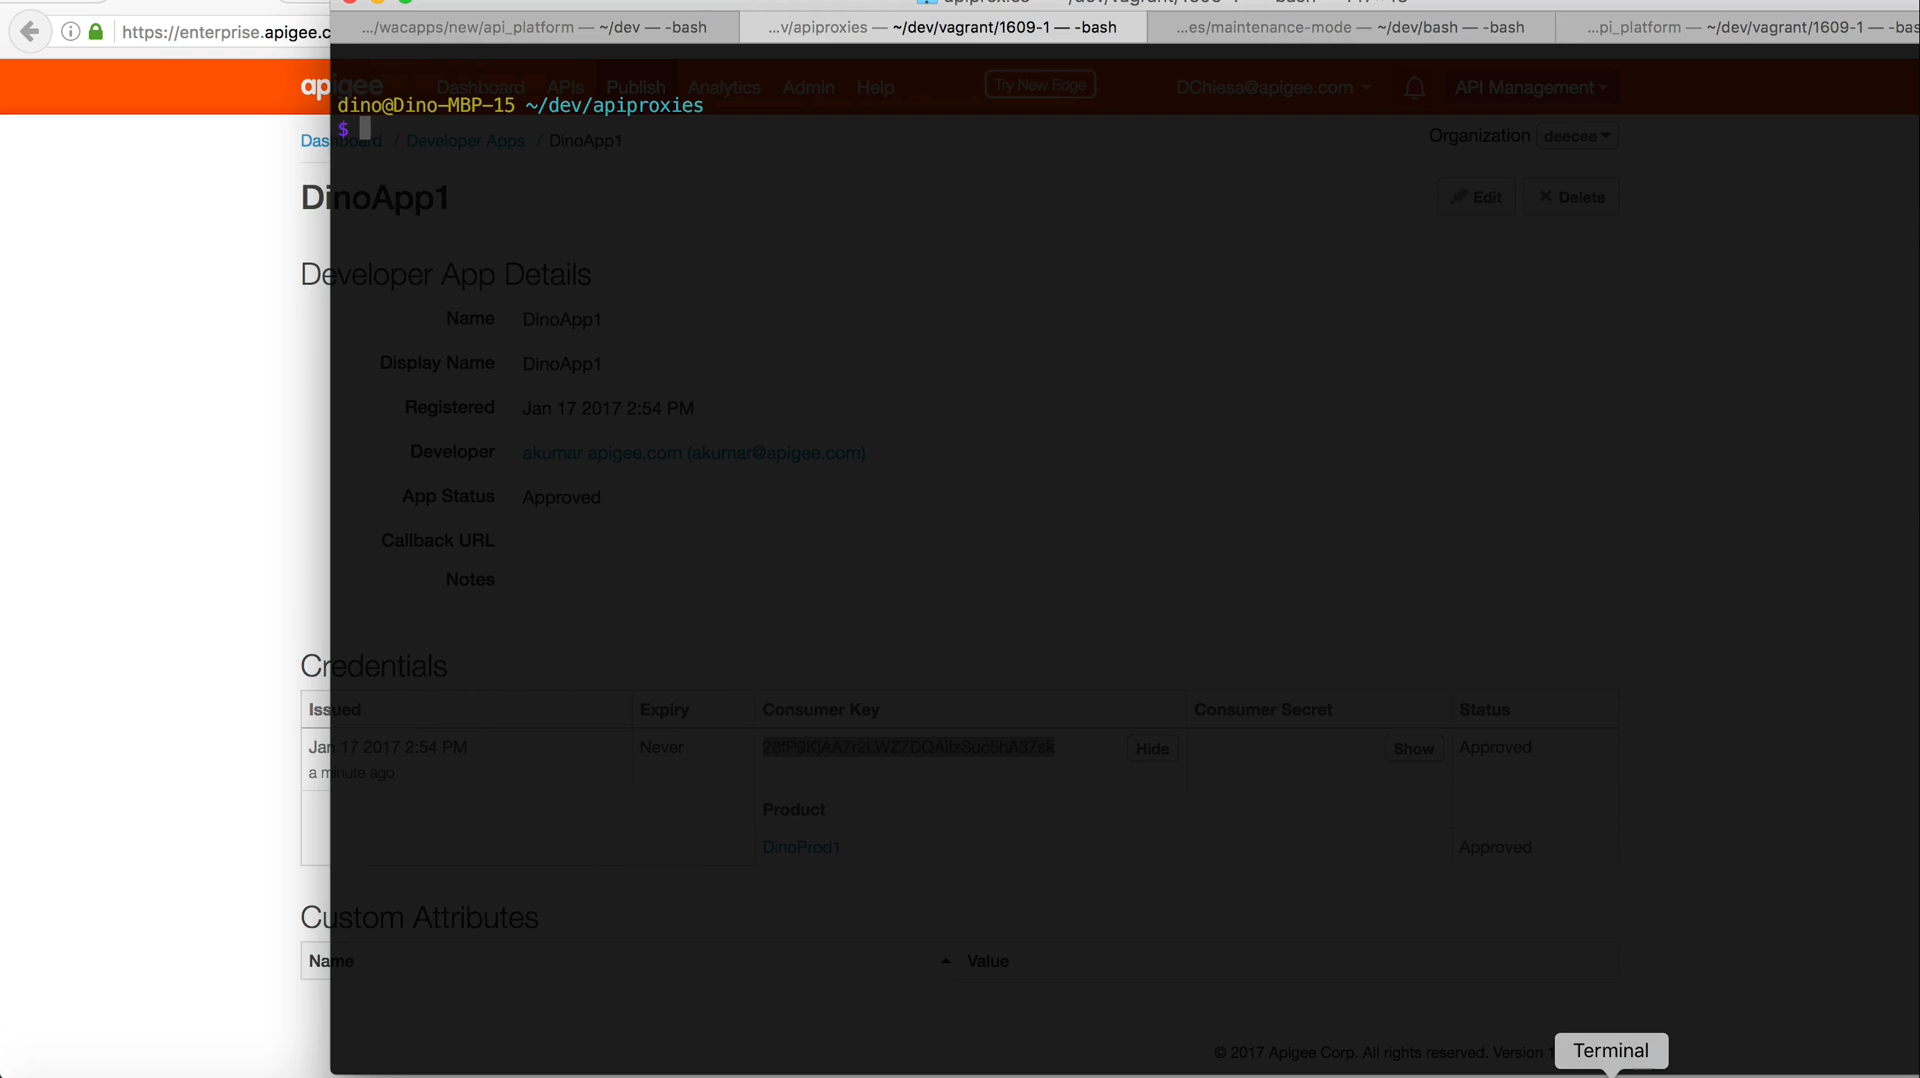 .../wacapps/new/api_platform — ~/dev — -bash
...v/apiproxies — ~/dev/vagrant/1609-1 — -bash
...es/maintenance-mode — ~/dev/bash — -bash
...pi_platform — ~/dev/vagrant/1609-1 — -bas
https://enterprise.apigee.c
apigee
Dashboard
APIs
Publish
Analytics
Admin
Help
Try New Edge
DChiesa@apigee.com
API Management
dino@Dino-MBP-15 ~/dev/apiproxies
$
Dashboard / Developer Apps / DinoApp1
Organization deecee
DinoApp1
Edit
Delete
Developer App Details
Name DinoApp1
Display Name DinoApp1
Registered Jan 17 2017 2:54 PM
Developer akumar apigee.com (akumar@apigee.com)
App Status Approved
Callback URL
Notes
Credentials
Issued Expiry Consumer Key Consumer Secret Status
Jan 17 2017 2:54 PM Never Hide Show Approved
a minute ago
Product
DinoProd1 Approved
Custom Attributes
Name Value
© 2017 Apigee Corp. All rights reserved. Version
Terminal